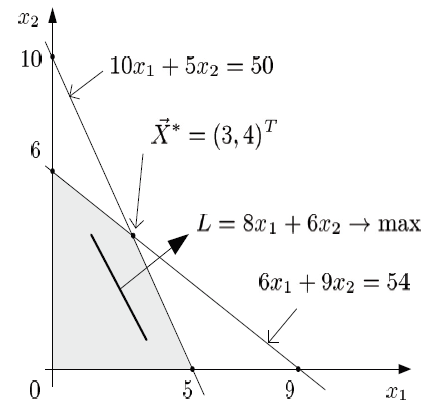 x₂
10
10x₁ + 5x₂ = 50
X⃗* = (3, 4)ᵀ
6
L = 8x₁ + 6x₂ → max
6x₁ + 9x₂ = 54
0
5
9
x₁